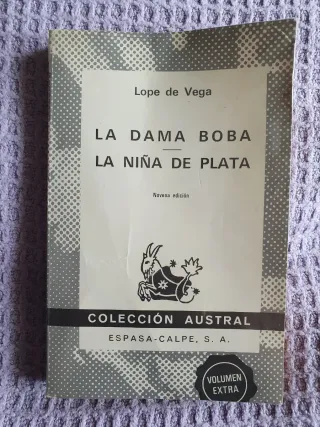 Lope de Vega
LA DAMA BOBA
LA NIÑA DE PLATA
Novena edición
COLECCIÓN AUSTRAL
ESPASA-CALPE, S. A.
VOLUMEN
EXTRA